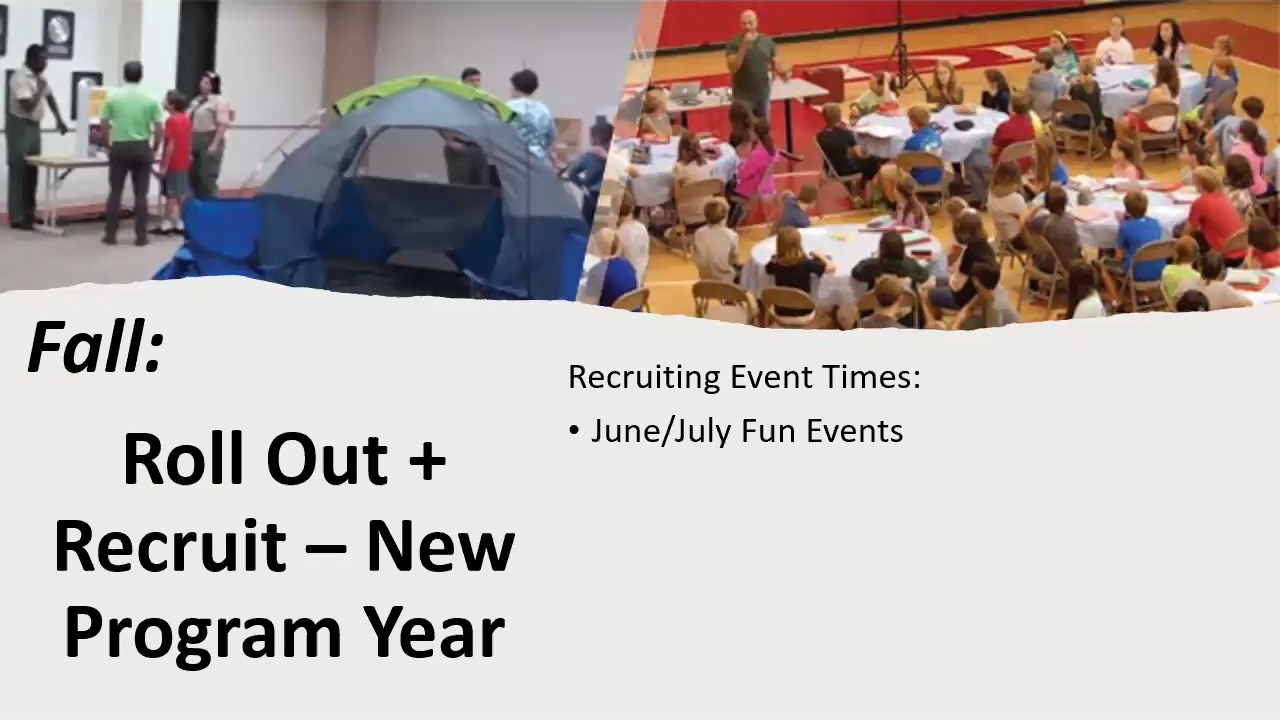 Fall:
Roll Out +
Recruit – New
Program Year
Recruiting Event Times:
• June/July Fun Events